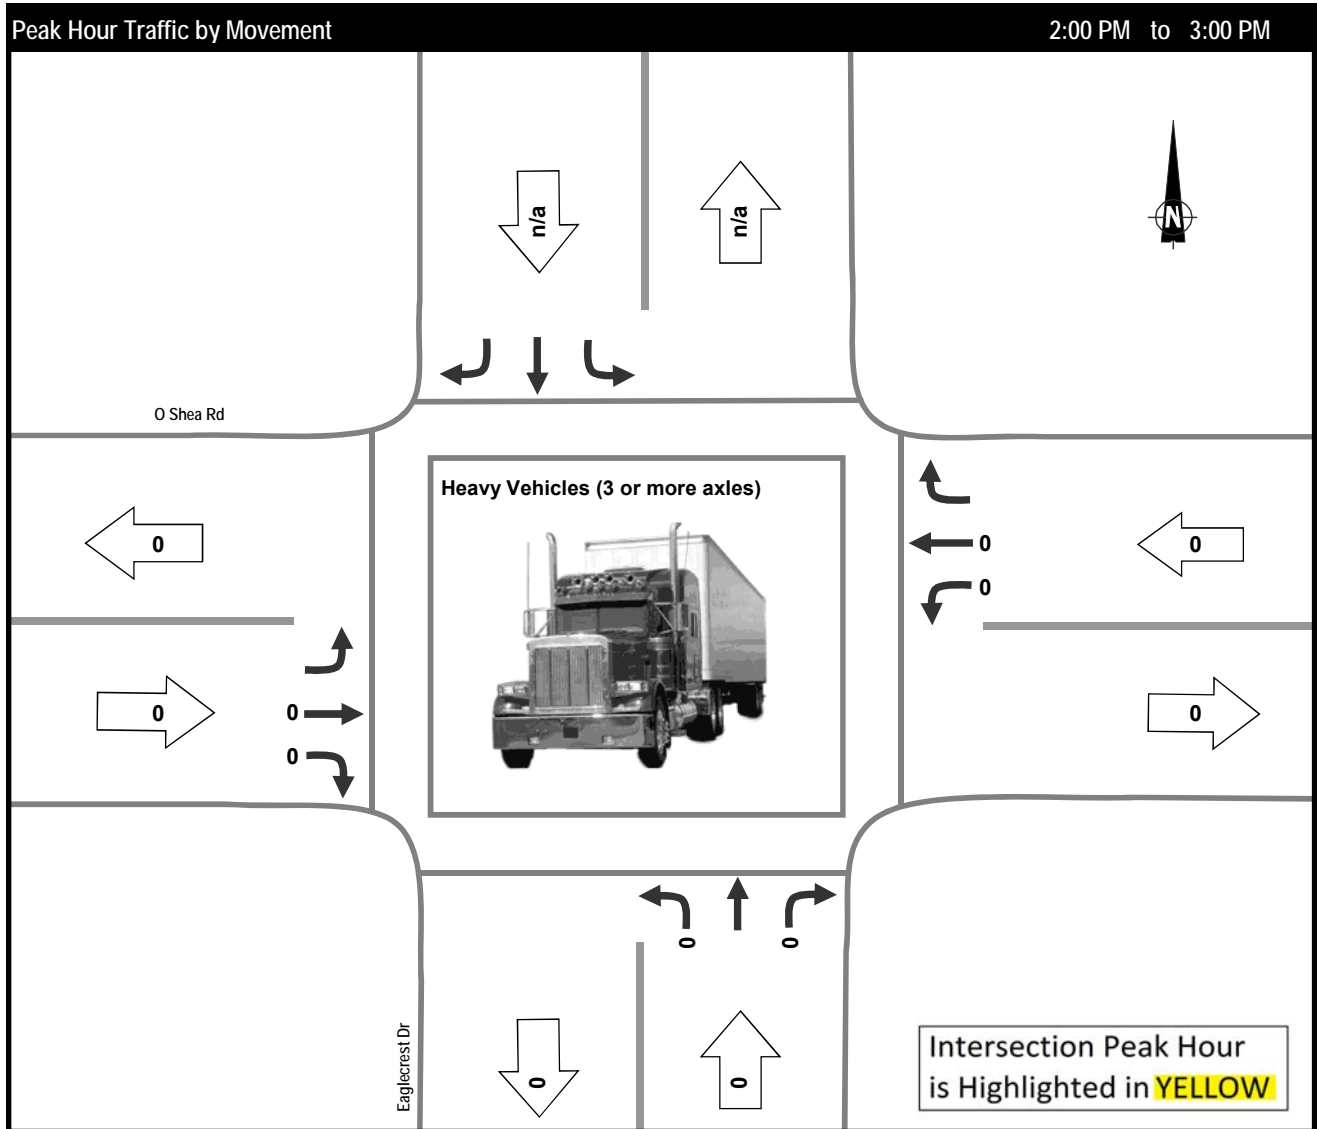 Peak Hour Traffic by Movement 2:00 PM to 3:00 PM
n/a n/a
N
O Shea Rd
Heavy Vehicles (3 or more axles)
0 0 0
0
0 0 0
0
0 0
Eaglecrest Dr
0 0
Intersection Peak Hour
is Highlighted in YELLOW